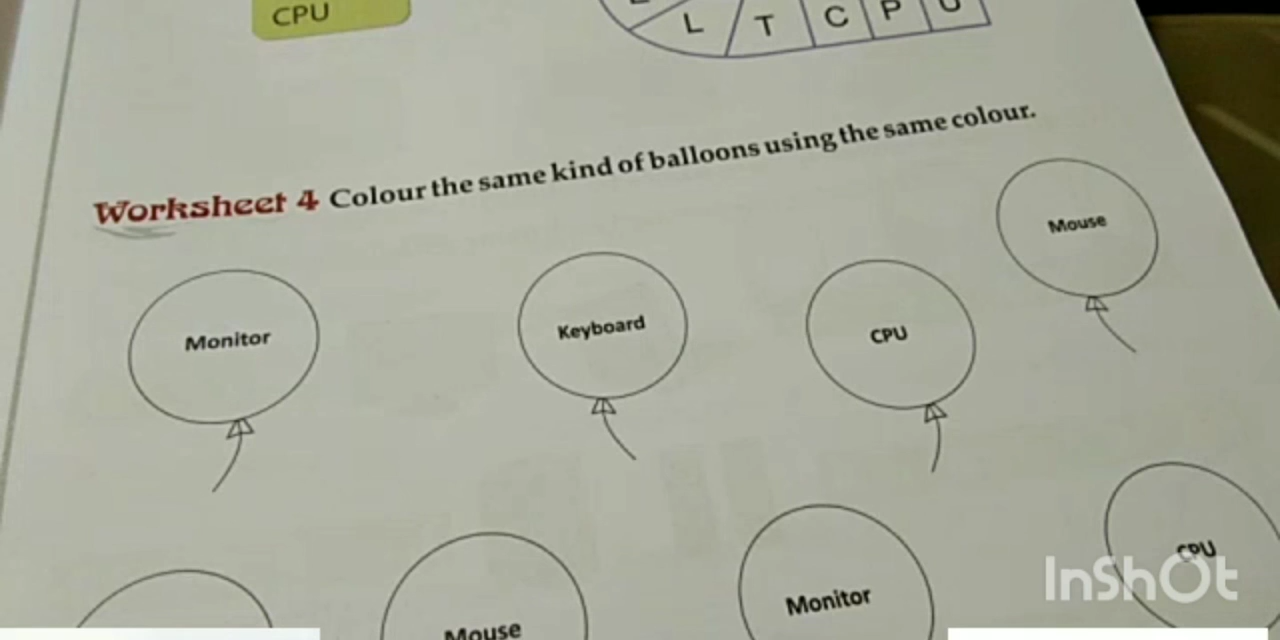 CPU
L T C P U
Worksheet 4 Colour the same kind of balloons using the same colour.
Mouse
Monitor
Keyboard
CPU
CPU
Monitor
Mouse
InShOt